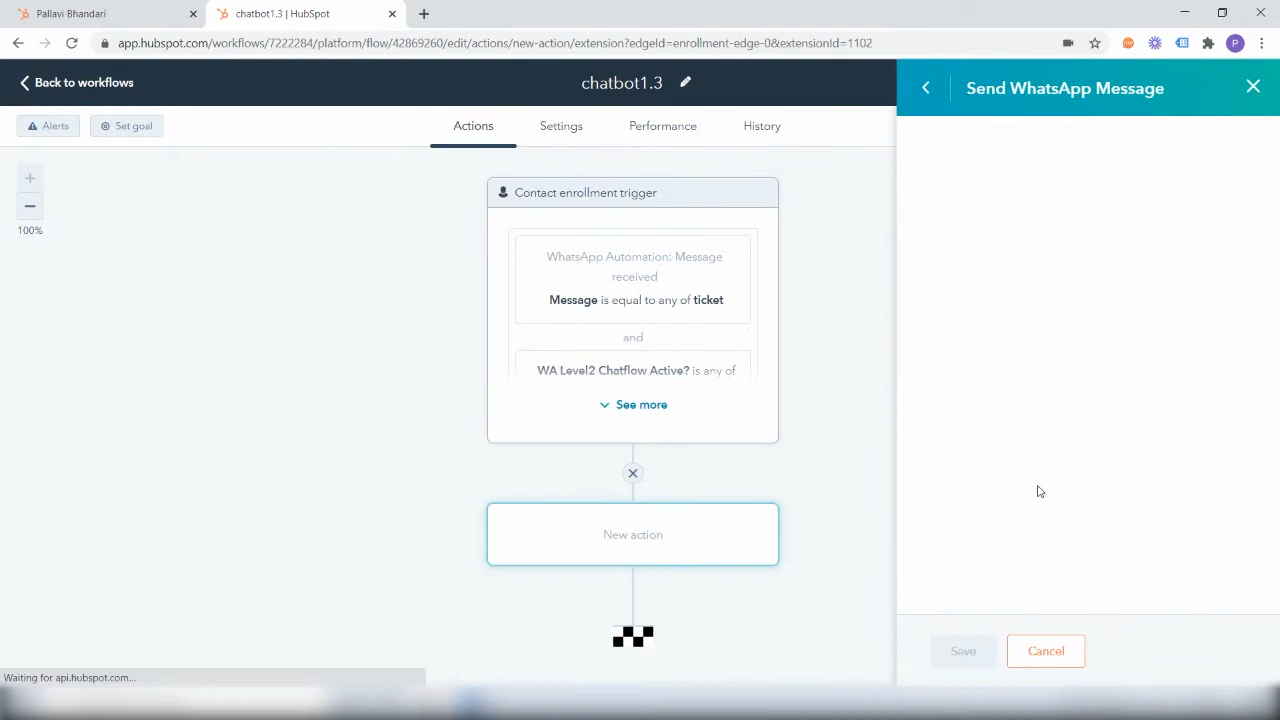 Pallavi Bhandari
chatbot1.3 | HubSpot
app.hubspot.com/workflows/7222284/platform/flow/42869260/edit/actions/new-action/extension?edgeId=enrollment-edge-0&extensionId=1102
P
Back to workflows
chatbot1.3
Send WhatsApp Message
Alerts
Set goal
Actions
Settings
Performance
History
100%
Contact enrollment trigger
WhatsApp Automation: Message
received
Message is equal to any of ticket
and
WA Level2 Chatflow Active? is any of
See more
New action
Save
Cancel
Waiting for api.hubspot.com...